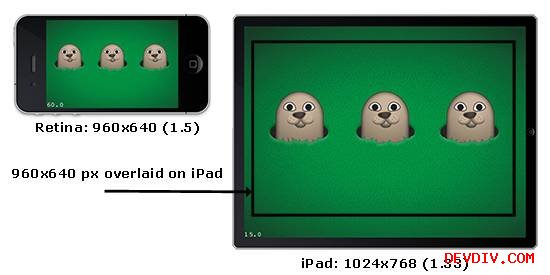 60.0
Retina: 960x640 (1.5)
960x640 px overlaid on iPad
15.0
iPad: 1024x768 (1.33)
DEVDIV.COM